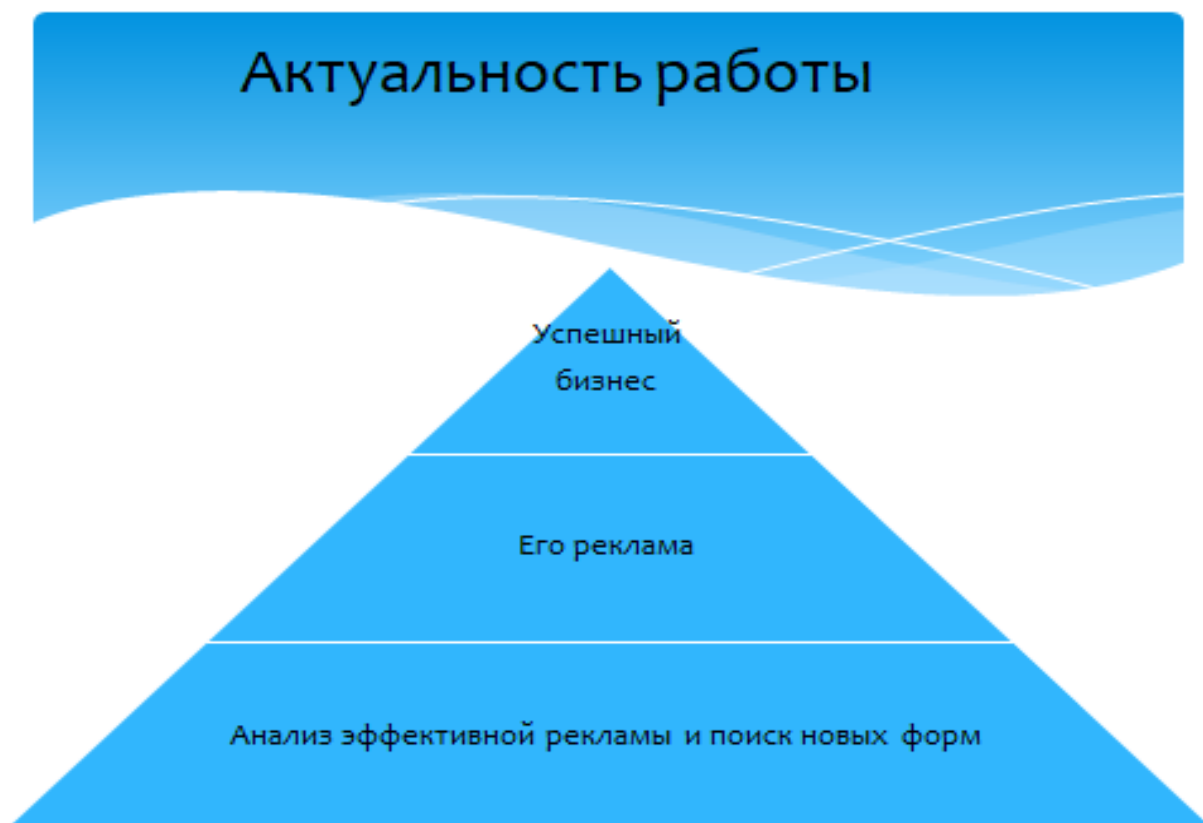 Актуальность работы
Успешный
бизнес
Его реклама
Анализ эффективной рекламы и поиск новых форм